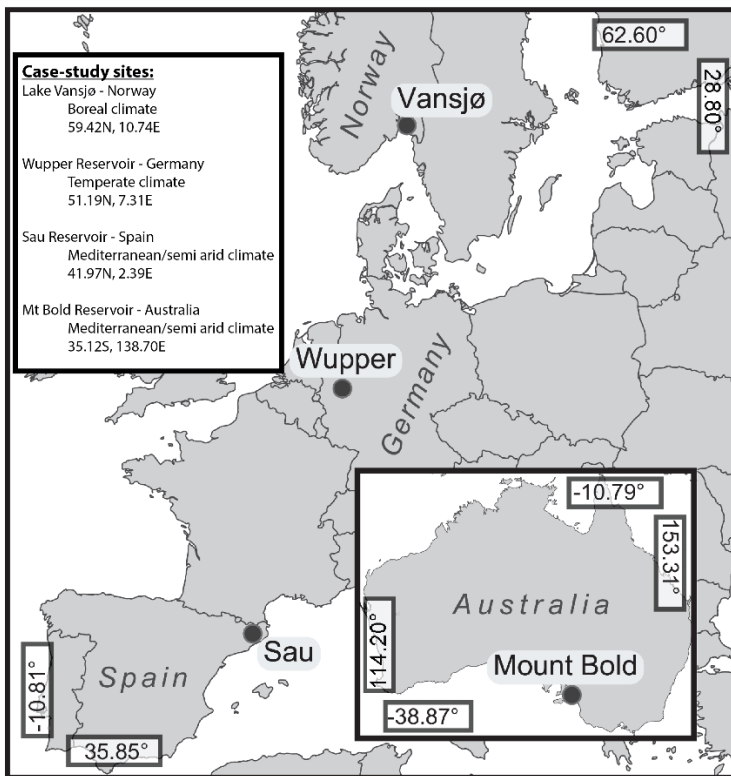 62.60°
28.80°
Case-study sites:
Lake Vansjø - Norway
Boreal climate
59.42N, 10.74E
Wupper Reservoir - Germany
Temperate climate
51.19N, 7.31E
Sau Reservoir - Spain
Mediterranean/semi arid climate
41.97N, 2.39E
Mt Bold Reservoir - Australia
Mediterranean/semi arid climate
35.12S, 138.70E
Norway
Vansjø
Wupper
Germany
-10.79°
153.31°
Australia
114.20°
Mount Bold
-38.87°
Sau
Spain
-10.81°
35.85°